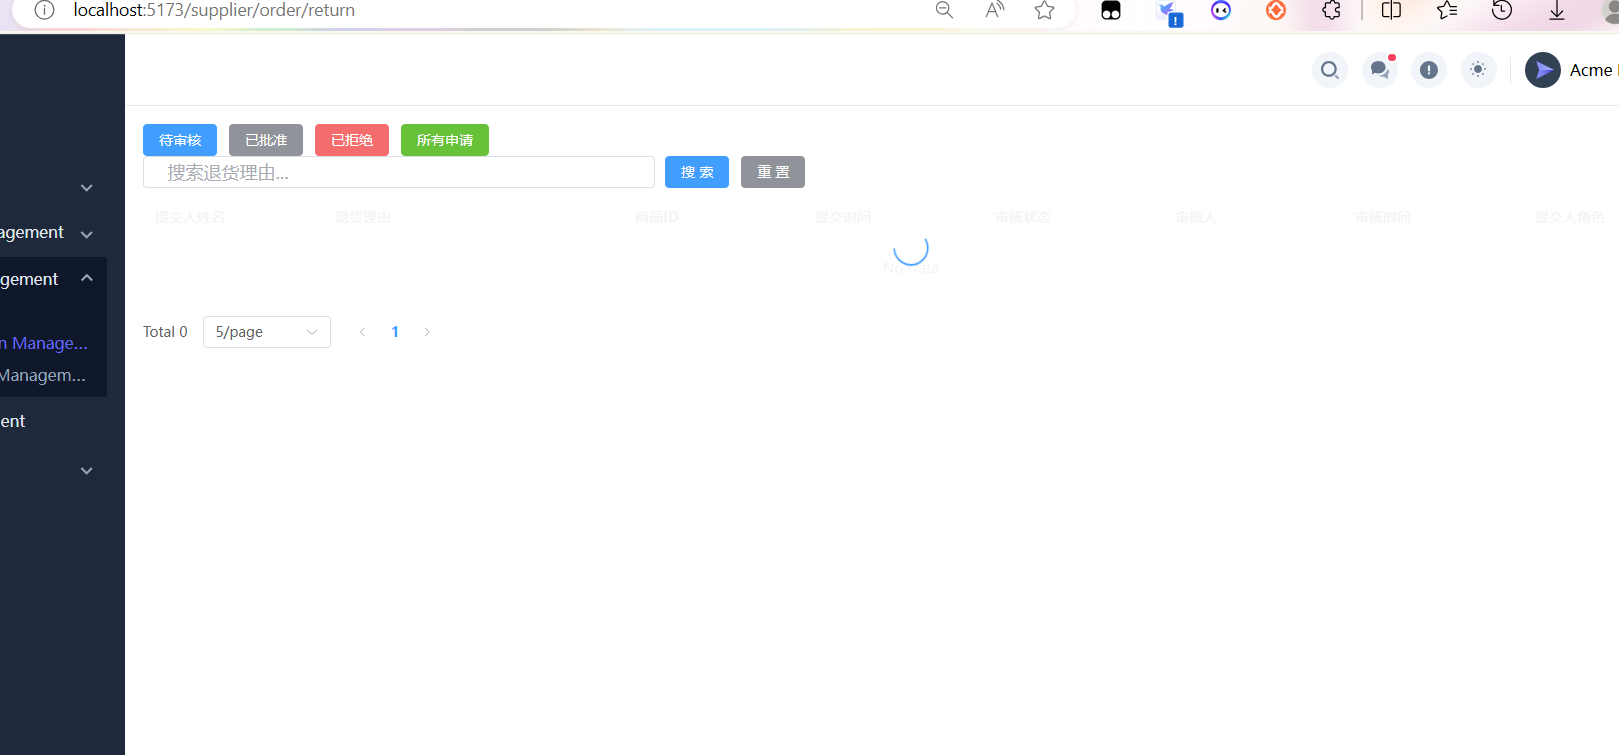 localhost:5173/supplier/order/return
Acme
agement
gement
n Manage...
Managem...
ent
待审核 已批准 已拒绝 所有申请
搜索退货理由... 搜 索 重 置
提交人姓名 退货理由 商品ID 提交时间 审核状态 审核人 审核时间 提交人角色
No Data
Total 0 5/page 1